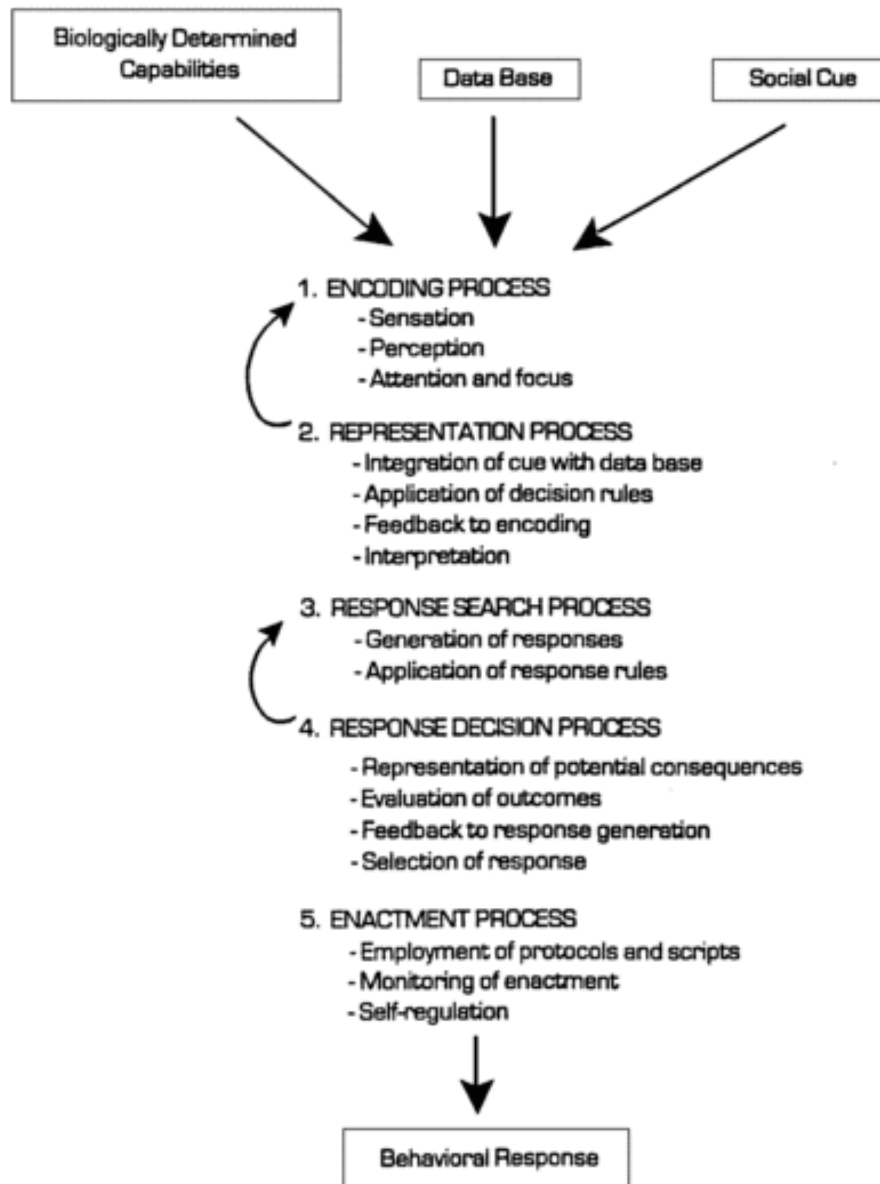 Biologically Determined
Capabilities
Data Base
Social Cue
1. ENCODING PROCESS
- Sensation
- Perception
- Attention and focus
2. REPRESENTATION PROCESS
- Integration of cue with data base
- Application of decision rules
- Feedback to encoding
- Interpretation
3. RESPONSE SEARCH PROCESS
- Generation of responses
- Application of response rules
4. RESPONSE DECISION PROCESS
- Representation of potential consequences
- Evaluation of outcomes
- Feedback to response generation
- Selection of response
5. ENACTMENT PROCESS
- Employment of protocols and scripts
- Monitoring of enactment
- Self-regulation
Behavioral Response